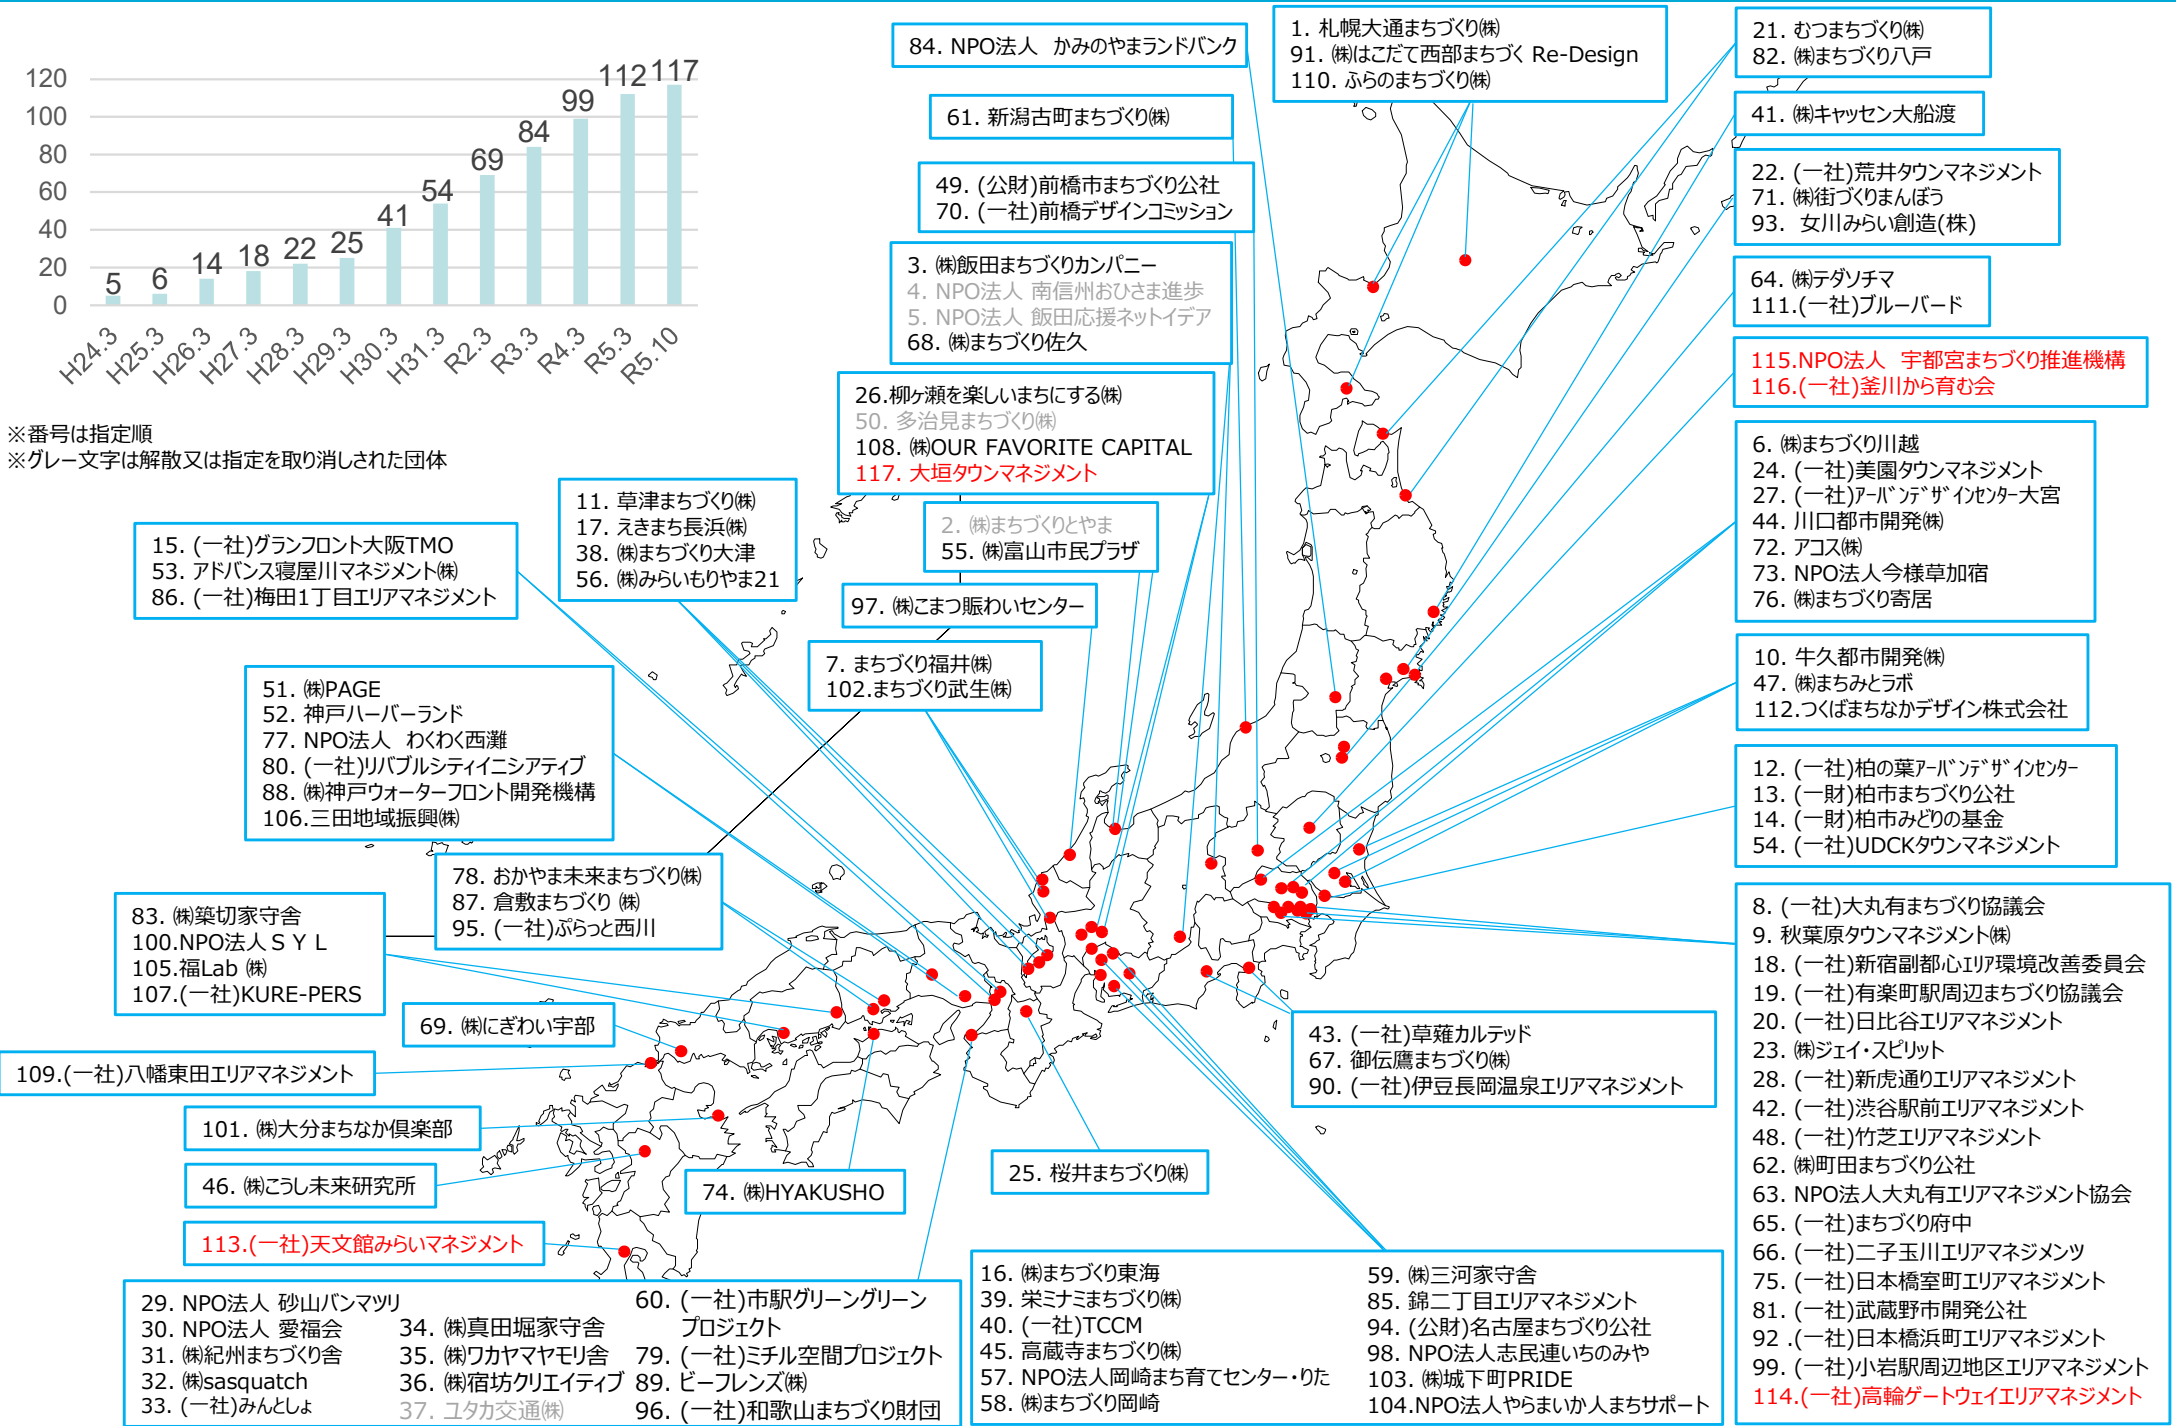 120
100
80
60
40
20
0
5
6
14
18
22
25
41
54
69
84
99
112
117
H24.3
H25.3
H26.3
H27.3
H28.3
H29.3
H30.3
H31.3
R2.3
R3.3
R4.3
R5.3
R5.10
※番号は指定順
※グレー文字は解散又は指定を取り消しされた団体
84. NPO法人　かみのやまランドバンク
1. 札幌大通まちづくり㈱
91. ㈱はこだて西部まちづく Re-Design
110. ふらのまちづくり㈱
21. むつまちづくり㈱
82. ㈱まちづくり八戸
61. 新潟古町まちづくり㈱
41. ㈱キャッセン大船渡
49. (公財)前橋市まちづくり公社
70. (一社)前橋デザインコミッション
22. (一社)荒井タウンマネジメント
71. ㈱街づくりまんぼう
93. 女川みらい創造(株)
3. ㈱飯田まちづくりカンパニー
4. NPO法人 南信州おひさま進歩
5. NPO法人 飯田応援ネットイデア
68. ㈱まちづくり佐久
64. ㈱テダソチマ
111.(一社)ブルーバード
115.NPO法人　宇都宮まちづくり推進機構
116.(一社)釜川から育む会
26.柳ヶ瀬を楽しいまちにする㈱
50. 多治見まちづくり㈱
108. ㈱OUR FAVORITE CAPITAL
117. 大垣タウンマネジメント
6. ㈱まちづくり川越
24. (一社)美園タウンマネジメント
27. (一社)ｱｰﾊﾞﾝﾃﾞｻﾞｲﾝｾﾝﾀｰ大宮
44. 川口都市開発㈱
72. アコス㈱
73. NPO法人今様草加宿
76. ㈱まちづくり寄居
11. 草津まちづくり㈱
17. えきまち長浜㈱
38. ㈱まちづくり大津
56. ㈱みらいもりやま21
2. ㈱まちづくりとやま
55. ㈱富山市民プラザ
15. (一社)グランフロント大阪TMO
53. アドバンス寝屋川マネジメント㈱
86. (一社)梅田1丁目エリアマネジメント
97. ㈱こまつ賑わいセンター
7. まちづくり福井㈱
102.まちづくり武生㈱
10. 牛久都市開発㈱
47. ㈱まちみとラボ
112.つくばまちなかデザイン株式会社
51. ㈱PAGE
52. 神戸ハーバーランド
77. NPO法人　わくわく西灘
80. (一社)リバブルシティイニシアティブ
88. ㈱神戸ウォーターフロント開発機構
106.三田地域振興㈱
12. (一社)柏の葉ｱｰﾊﾞﾝﾃﾞｻﾞｲﾝｾﾝﾀｰ
13. (一財)柏市まちづくり公社
14. (一財)柏市みどりの基金
54. (一社)UDCKタウンマネジメント
78. おかやま未来まちづくり㈱
87. 倉敷まちづくり ㈱
95. (一社)ぷらっと西川
83. ㈱築切家守舎
100.NPO法人ＳＹＬ
105.福Lab ㈱
107.(一社)KURE-PERS
8. (一社)大丸有まちづくり協議会
9. 秋葉原タウンマネジメント㈱
18. (一社)新宿副都心ｴﾘｱ環境改善委員会
19. (一社)有楽町駅周辺まちづくり協議会
20. (一社)日比谷エリアマネジメント
23. ㈱ジェイ・スピリット
28. (一社)新虎通りエリアマネジメント
42. (一社)渋谷駅前エリアマネジメント
48. (一社)竹芝エリアマネジメント
62. ㈱町田まちづくり公社
63. NPO法人大丸有エリアマネジメント協会
65. (一社)まちづくり府中
66. (一社)二子玉川エリアマネジメンツ
75. (一社)日本橋室町エリアマネジメント
81. (一社)武蔵野市開発公社
92 .(一社)日本橋浜町エリアマネジメント
99. (一社)小岩駅周辺地区エリアマネジメント
114.(一社)高輪ゲートウェイエリアマネジメント
69. ㈱にぎわい宇部
109.(一社)八幡東田エリアマネジメント
43. (一社)草薙カルテッド
67. 御伝鷹まちづくり㈱
90. (一社)伊豆長岡温泉エリアマネジメント
101. ㈱大分まちなか倶楽部
46. ㈱こうし未来研究所
74. ㈱HYAKUSHO
25. 桜井まちづくり㈱
113.(一社)天文館みらいマネジメント
29. NPO法人 砂山バンマツリ
30. NPO法人 愛福会
31. ㈱紀州まちづくり舎
32. ㈱sasquatch
33. (一社)みんとしょ
34. ㈱真田堀家守舎
35. ㈱ワカヤマヤモリ舎
36. ㈱宿坊クリエイティブ
37. ユタカ交通㈱
60. (一社)市駅グリーングリーン
プロジェクト
79. (一社)ミチル空間プロジェクト
89. ビーフレンズ㈱
96. (一社)和歌山まちづくり財団
16. ㈱まちづくり東海
39. 栄ミナミまちづくり㈱
40. (一社)TCCM
45. 高蔵寺まちづくり㈱
57. NPO法人岡崎まち育てセンター・りた
58. ㈱まちづくり岡崎
59. ㈱三河家守舎
85. 錦二丁目エリアマネジメント
94. (公財)名古屋まちづくり公社
98. NPO法人志民連いちのみや
103. ㈱城下町PRIDE
104.NPO法人やらまいか人まちサポート